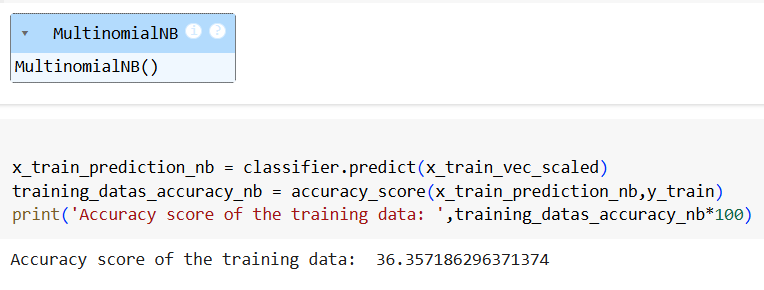 ▾ MultinomialNB i ?
MultinomialNB()
x_train_prediction_nb = classifier.predict(x_train_vec_scaled)
training_datas_accuracy_nb = accuracy_score(x_train_prediction_nb,y_train)
print('Accuracy score of the training data: ',training_datas_accuracy_nb*100)
Accuracy score of the training data:  36.357186296371374